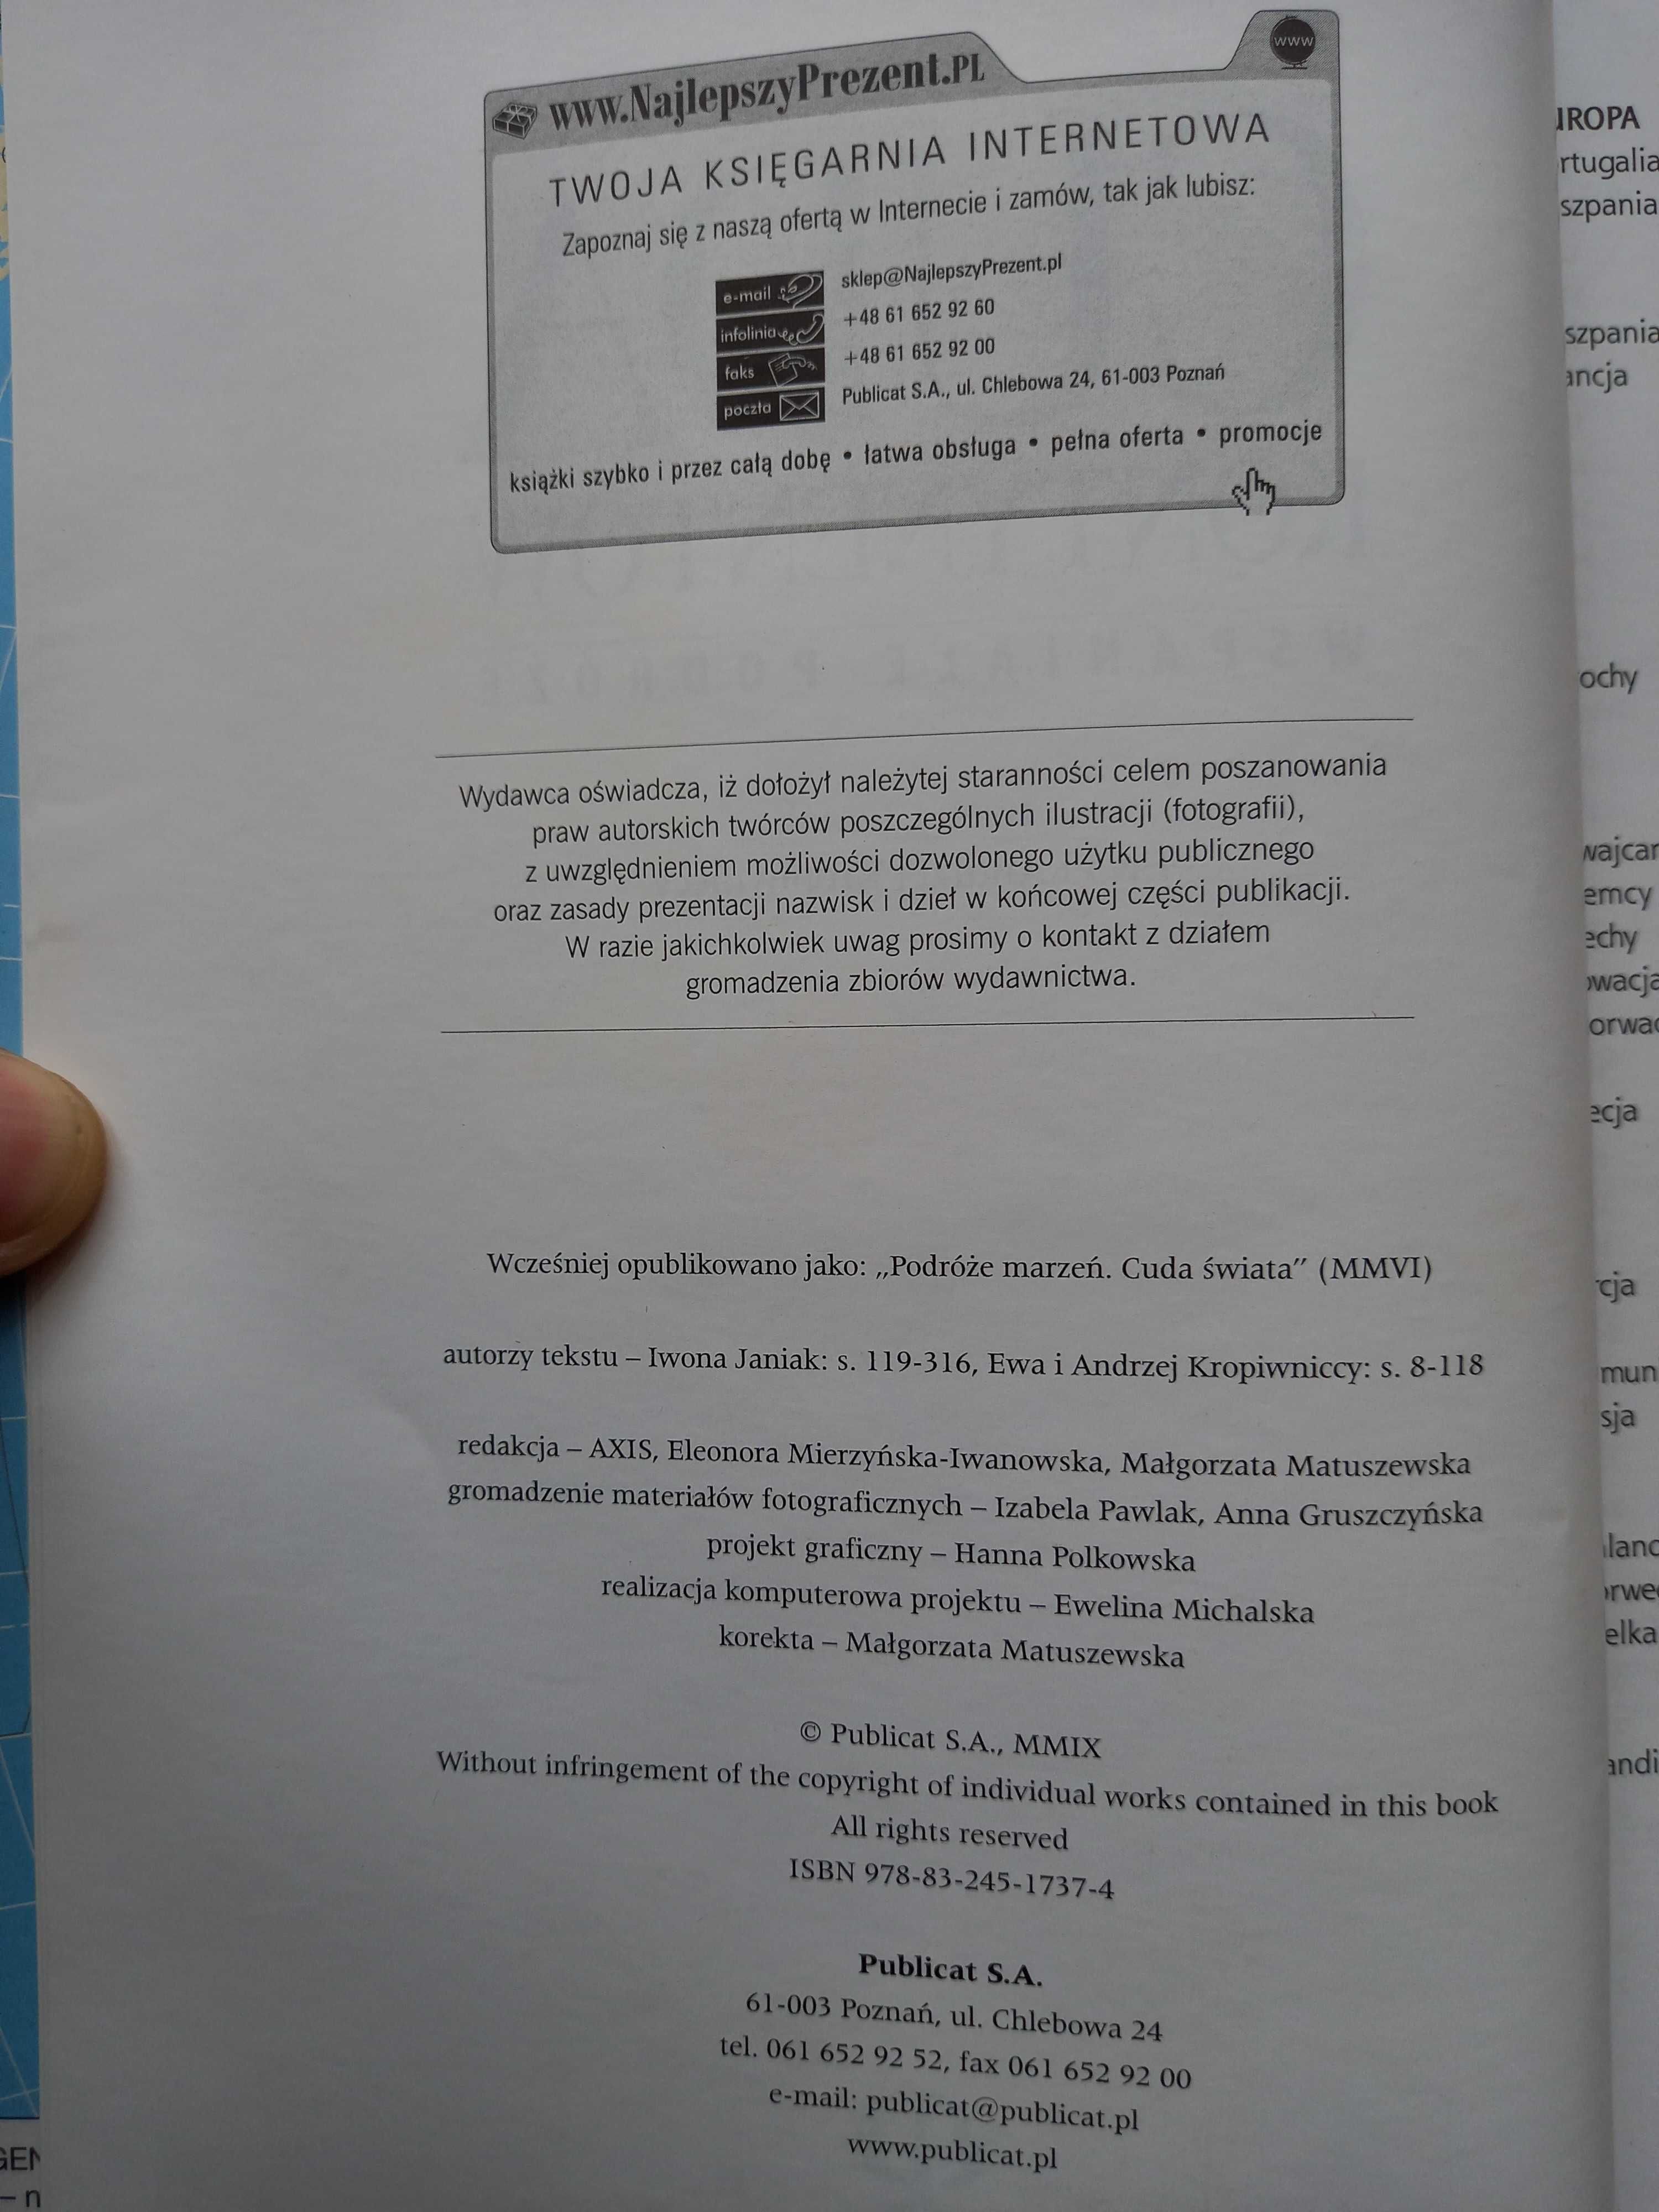 www.NajlepszyPrezent.PL
www
TWOJA KSIĘGARNIA INTERNETOWA
Zapoznaj się z naszą ofertą w Internecie i zamów, tak jak lubisz:
e-mail sklep@NajlepszyPrezent.pl
infolinia +48 61 652 92 60
faks +48 61 652 92 00
poczta Publicat S.A., ul. Chlebowa 24, 61-003 Poznań
książki szybko i przez całą dobę • łatwa obsługa • pełna oferta • promocje
Wydawca oświadcza, iż dołożył należytej staranności celem poszanowania
praw autorskich twórców poszczególnych ilustracji (fotografii),
z uwzględnieniem możliwości dozwolonego użytku publicznego
oraz zasady prezentacji nazwisk i dzieł w końcowej części publikacji.
W razie jakichkolwiek uwag prosimy o kontakt z działem
gromadzenia zbiorów wydawnictwa.
Wcześniej opublikowano jako: „Podróże marzeń. Cuda świata” (MMVI)
autorzy tekstu – Iwona Janiak: s. 119-316, Ewa i Andrzej Kropiwniccy: s. 8-118
redakcja – AXIS, Eleonora Mierzyńska-Iwanowska, Małgorzata Matuszewska
gromadzenie materiałów fotograficznych – Izabela Pawlak, Anna Gruszczyńska
projekt graficzny – Hanna Polkowska
realizacja komputerowa projektu – Ewelina Michalska
korekta – Małgorzata Matuszewska
© Publicat S.A., MMIX
Without infringement of the copyright of individual works contained in this book
All rights reserved
ISBN 978-83-245-1737-4
Publicat S.A.
61-003 Poznań, ul. Chlebowa 24
tel. 061 652 92 52, fax 061 652 92 00
e-mail: publicat@publicat.pl
www.publicat.pl